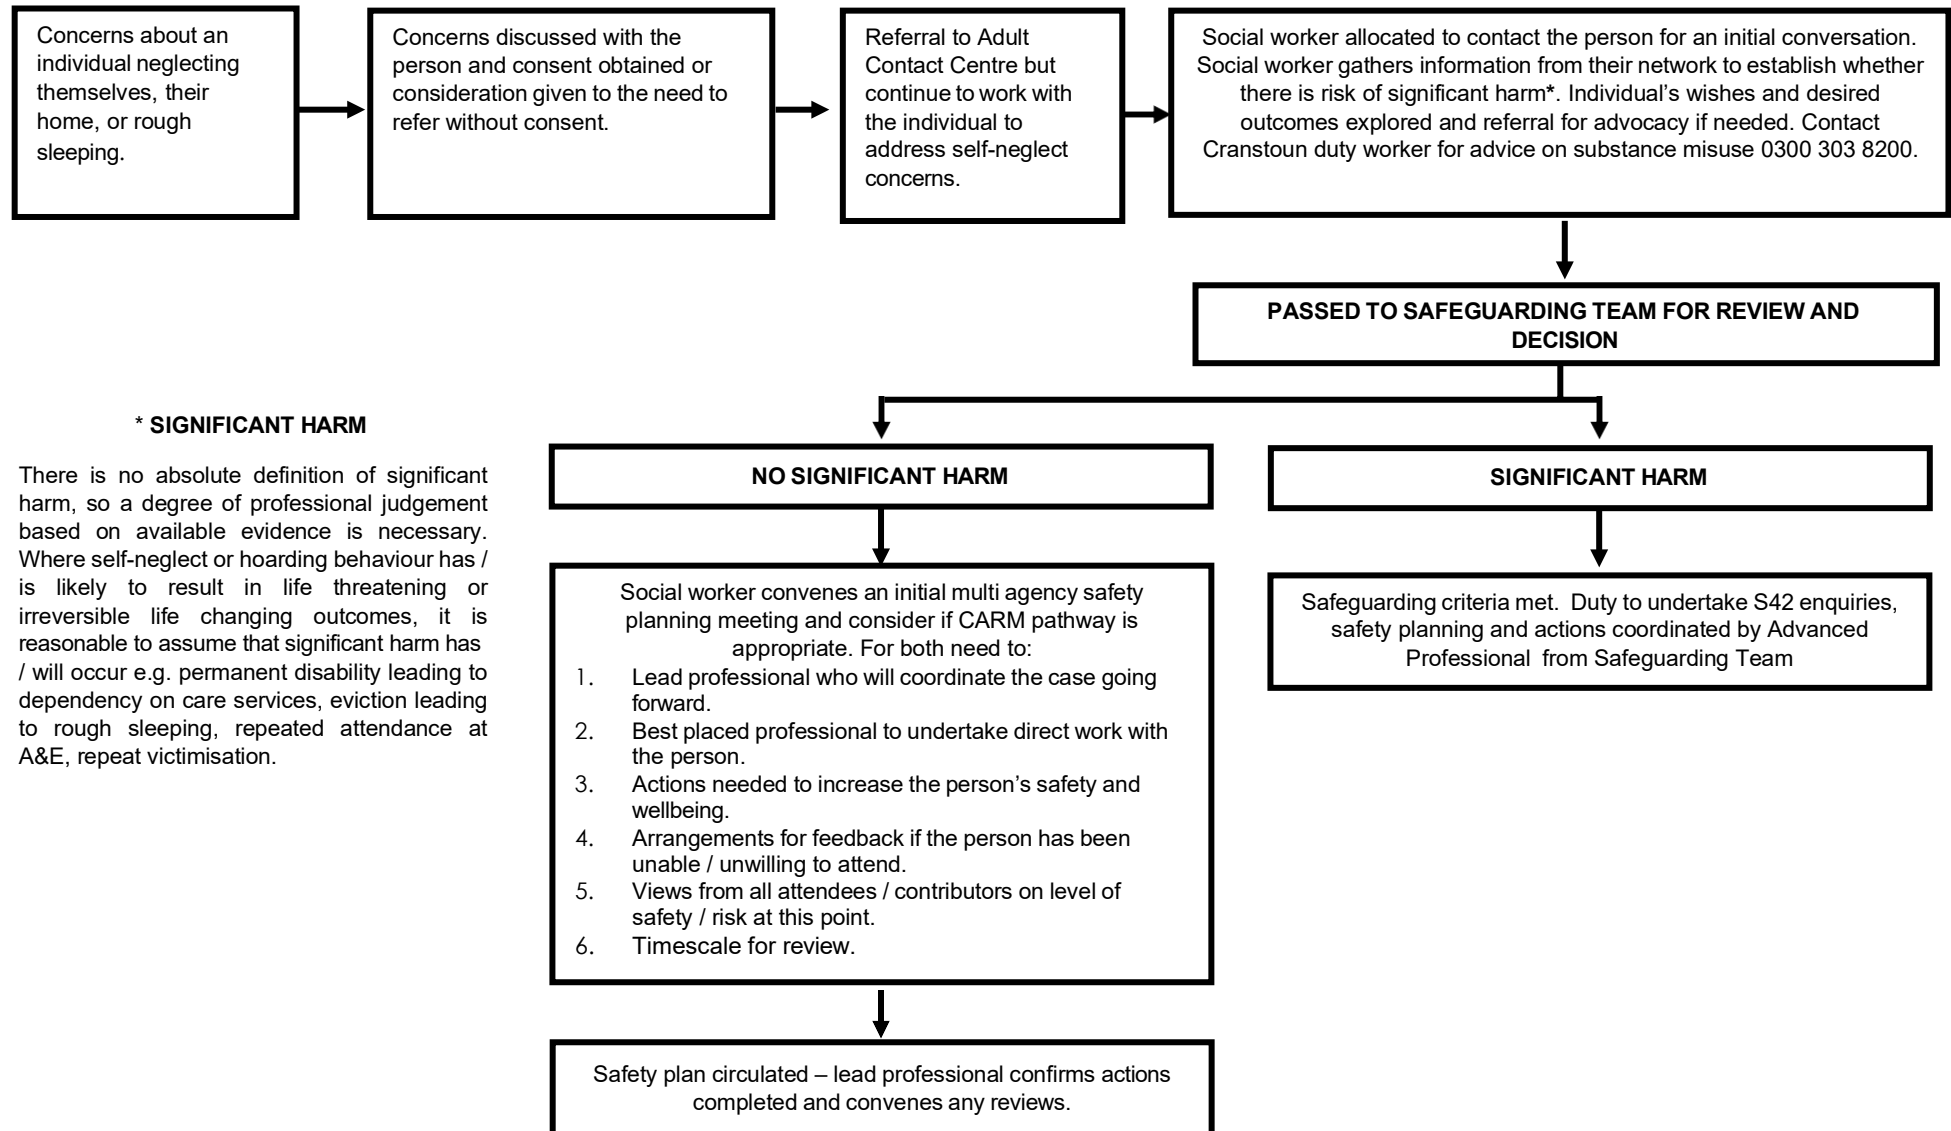 Concerns about an
individual neglecting
themselves, their
home, or rough
sleeping.
Concerns discussed with the
person and consent obtained or
consideration given to the need to
refer without consent.
Referral to Adult
Contact Centre but
continue to work with
the individual to
address self-neglect
concerns.
Social worker allocated to contact the person for an initial conversation.
Social worker gathers information from their network to establish whether
there is risk of significant harm*. Individual’s wishes and desired
outcomes explored and referral for advocacy if needed. Contact
Cranstoun duty worker for advice on substance misuse 0300 303 8200.
PASSED TO SAFEGUARDING TEAM FOR REVIEW AND
DECISION
* SIGNIFICANT HARM
There is no absolute definition of significant
harm, so a degree of professional judgement
based on available evidence is necessary.
Where self-neglect or hoarding behaviour has /
is likely to result in life threatening or
irreversible life changing outcomes, it is
reasonable to assume that significant harm has
/ will occur e.g. permanent disability leading to
dependency on care services, eviction leading
to rough sleeping, repeated attendance at
A&E, repeat victimisation.
NO SIGNIFICANT HARM
Social worker convenes an initial multi agency safety
planning meeting and consider if CARM pathway is
appropriate. For both need to:
1. Lead professional who will coordinate the case going
forward.
2. Best placed professional to undertake direct work with
the person.
3. Actions needed to increase the person’s safety and
wellbeing.
4. Arrangements for feedback if the person has been
unable / unwilling to attend.
5. Views from all attendees / contributors on level of
safety / risk at this point.
6. Timescale for review.
Safety plan circulated – lead professional confirms actions
completed and convenes any reviews.
SIGNIFICANT HARM
Safeguarding criteria met. Duty to undertake S42 enquiries,
safety planning and actions coordinated by Advanced
Professional from Safeguarding Team